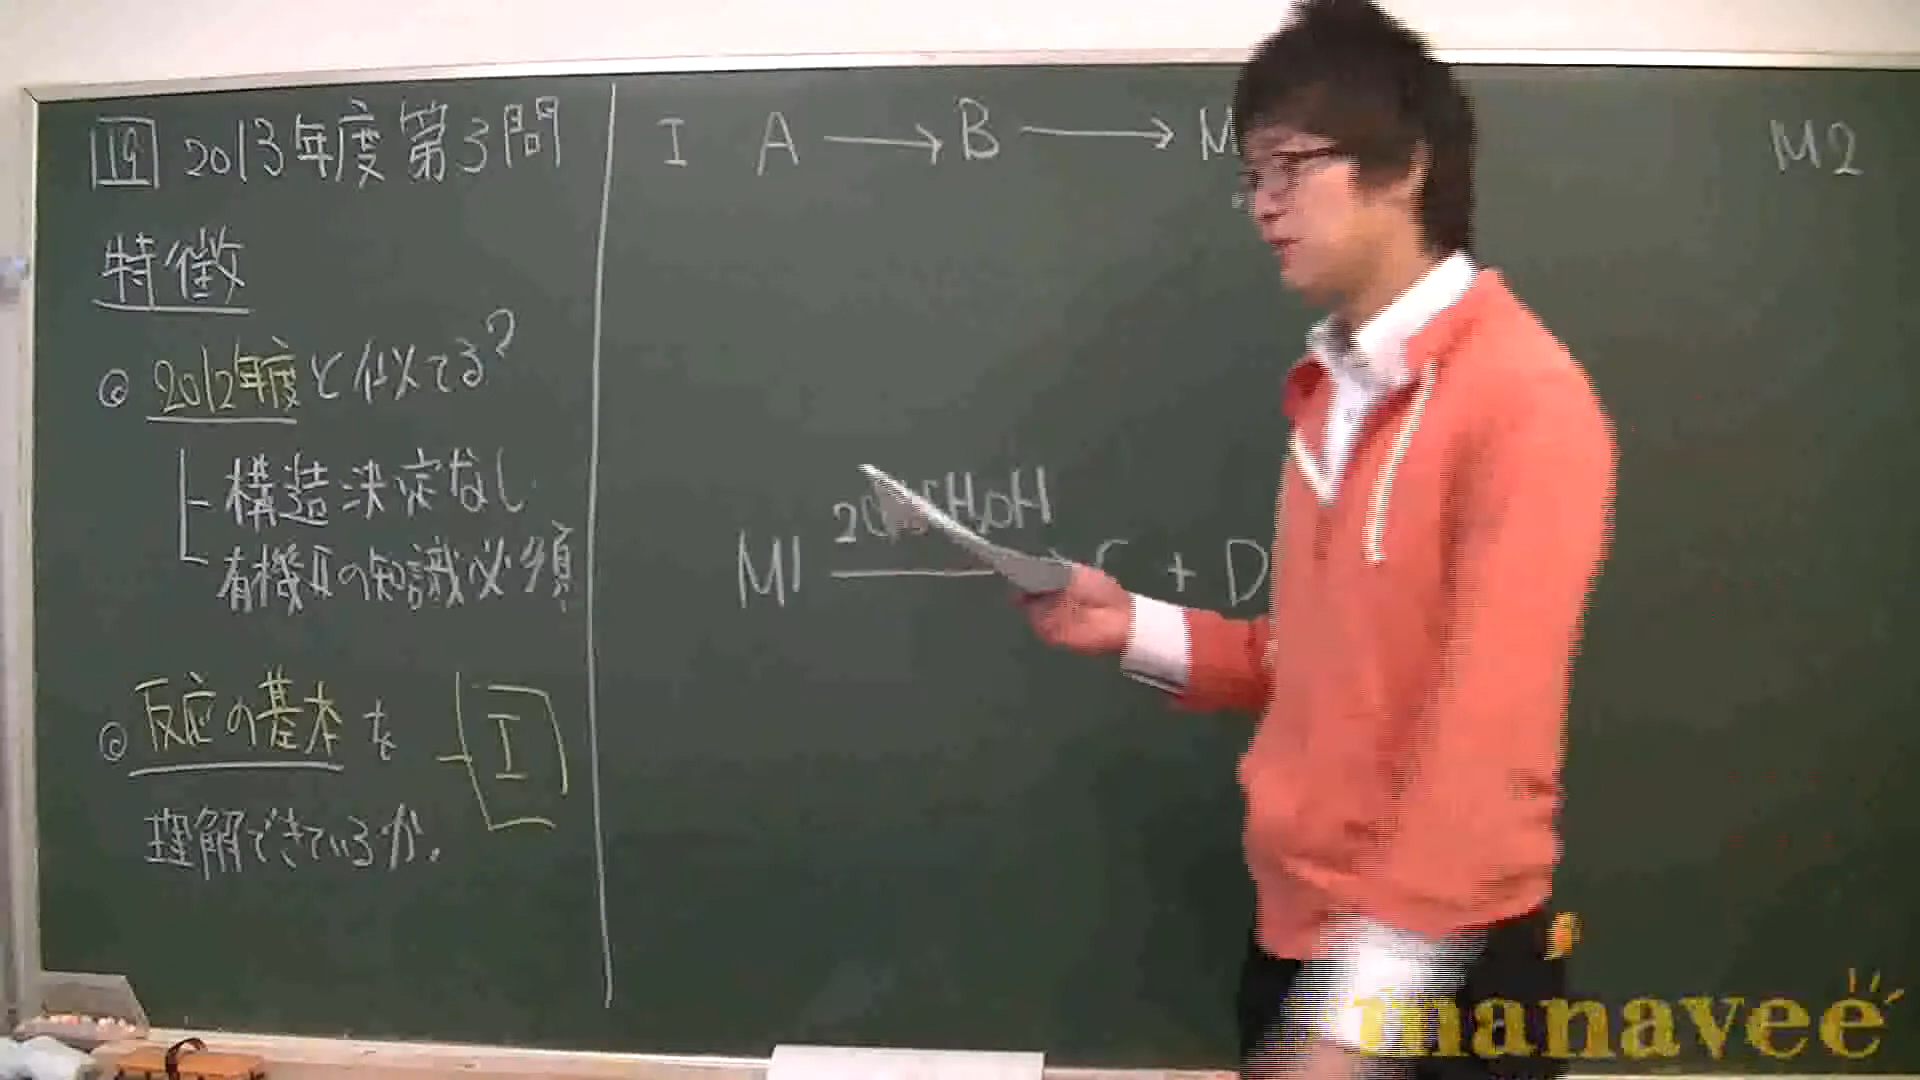 19 2013年度第3問
特徴
◎ 2012年度と似てる?
構造決定なし
有機Ⅱの知識必須
◎ 反応の基本を
理解できているか。
I
I A → B → M
M2
M1
C + D
manavee